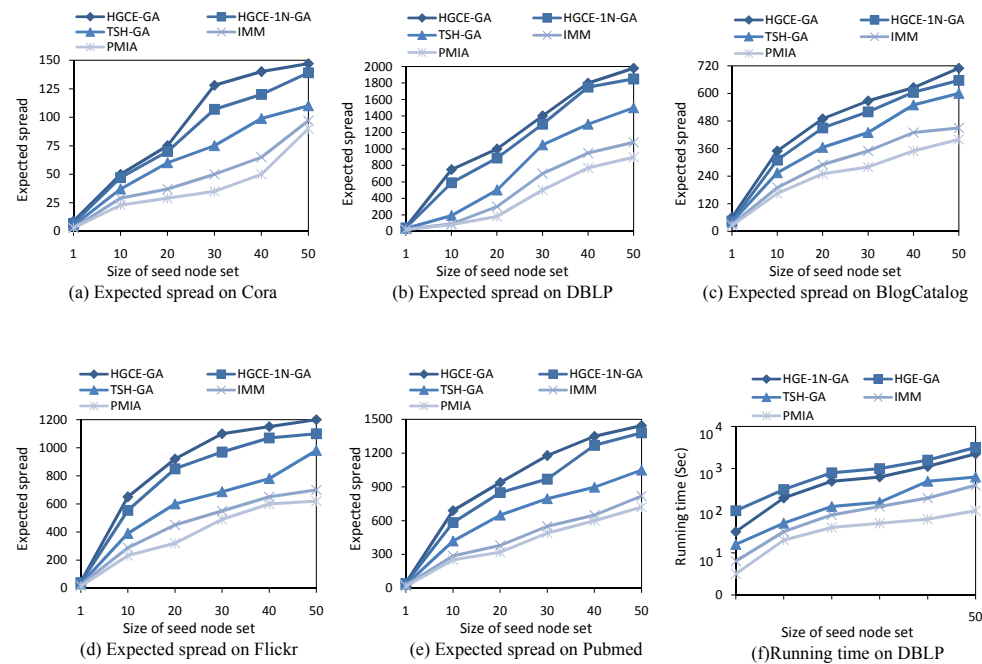 HGCE-GA HGCE-1N-GA
TSH-GA IMM
PMIA
150
125
100
75
50
25
0
1 10 20 30 40 50
Expected spread
Size of seed node set
(a) Expected spread on Cora
HGCE-GA HGCE-1N-GA
TSH-GA IMM
PMIA
2000
1800
1600
1400
1200
1000
800
600
400
200
0
1 10 20 30 40 50
Expected spread
Size of seed node set
(b) Expected spread on DBLP
HGCE-GA HGCE-1N-GA
TSH-GA IMM
PMIA
720
600
480
360
240
120
0
1 10 20 30 40 50
Expected spread
Size of seed node set
(c) Expected spread on BlogCatalog
HGCE-GA HGCE-1N-GA
TSH-GA IMM
PMIA
1200
1000
800
600
400
200
0
1 10 20 30 40 50
Expected spread
Size of seed node set
(d) Expected spread on Flickr
HGCE-GA HGCE-1N-GA
TSH-GA IMM
PMIA
1500
1200
900
600
300
0
1 10 20 30 40 50
Expected spread
Size of seed node set
(e) Expected spread on Pubmed
HGE-1N-GA HGE-GA
TSH-GA IMM
PMIA
10^4
10^3
10^2
10^1
0
50
Running time (Sec)
Size of seed node set
(f)Running time on DBLP